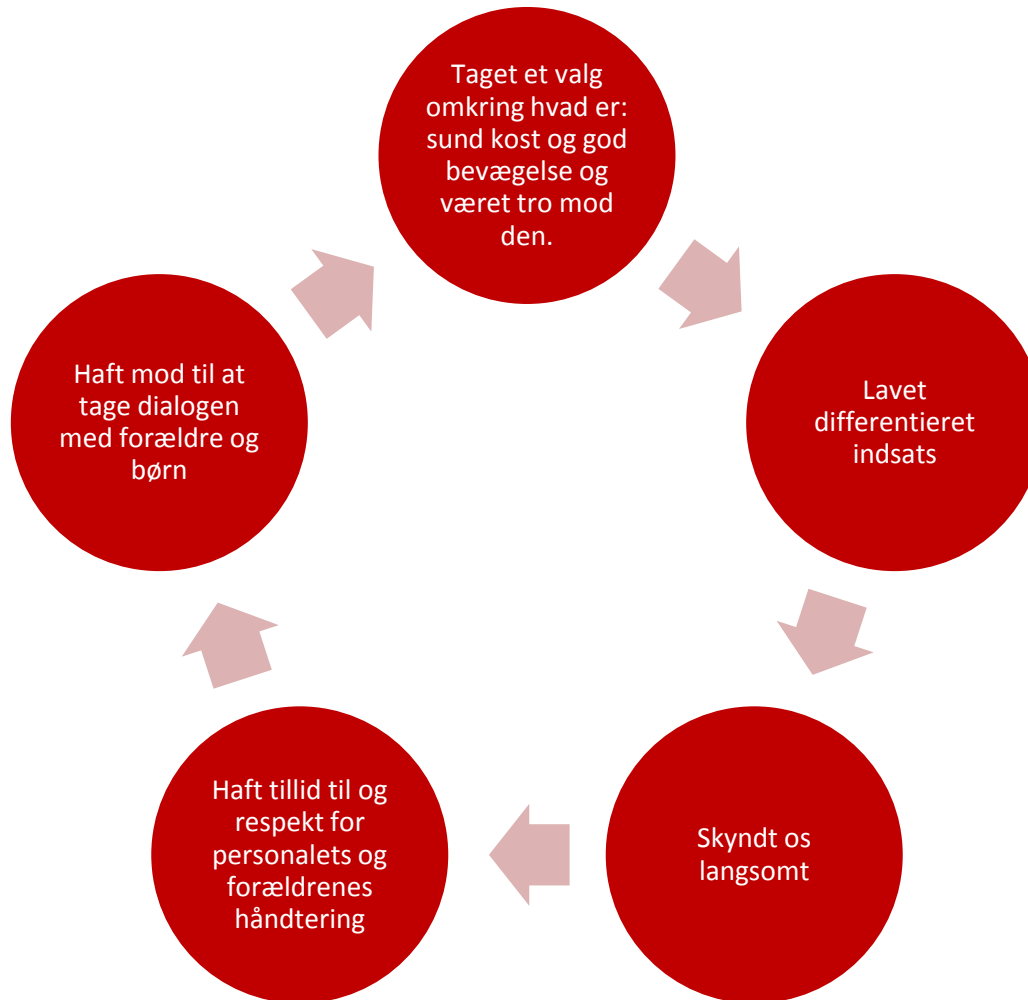 Taget et valg
omkring hvad er:
sund kost og god
bevægelse og
været tro mod
den.
Lavet
differentieret
indsats
Skyndt os
langsomt
Haft tillid til og
respekt for
personalets og
forældrenes
håndtering
Haft mod til at
tage dialogen
med forældre og
børn